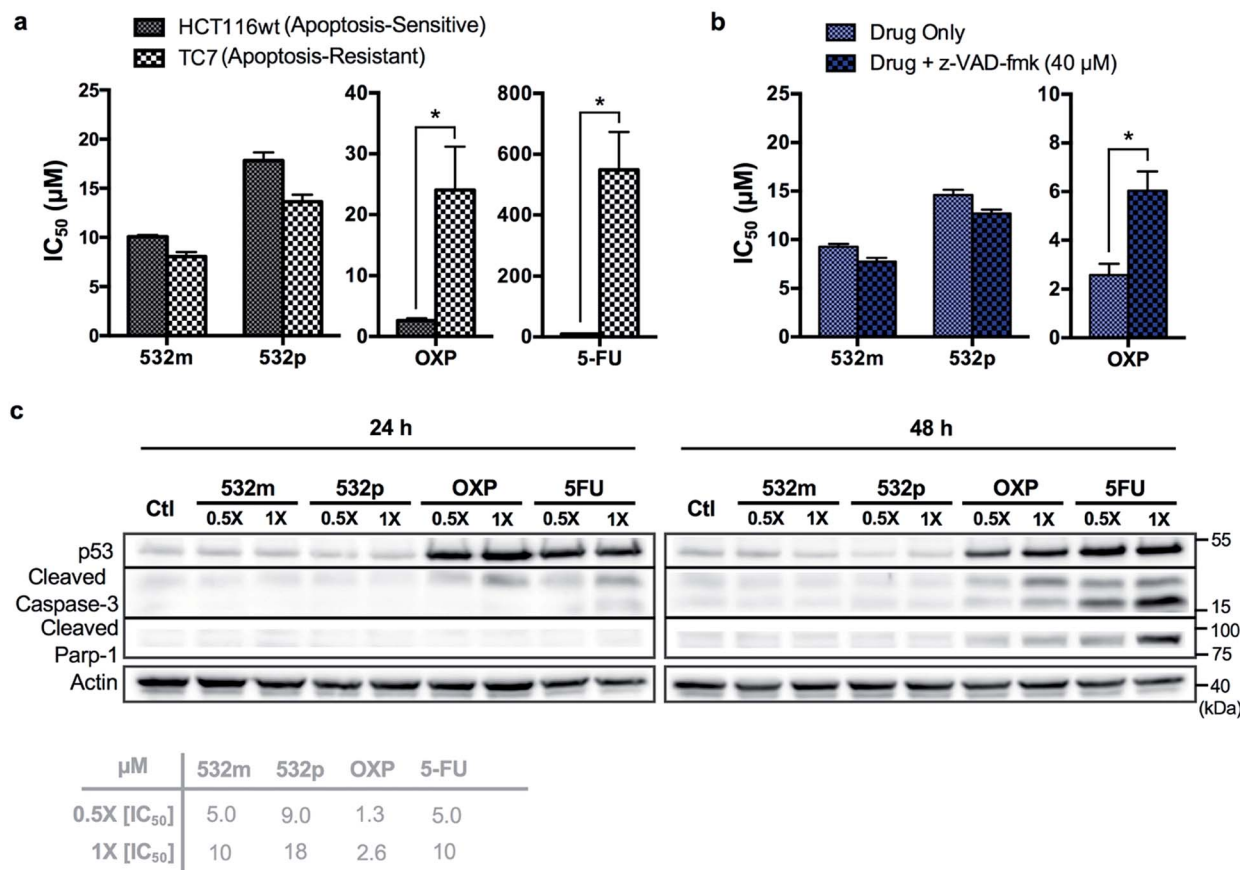 a
HCT116wt (Apoptosis-Sensitive)
TC7 (Apoptosis-Resistant)
IC50 (µM)
25
20
15
10
5
0
532m
532p
40
30
20
10
0
*
OXP
800
600
400
200
0
*
5-FU
b
Drug Only
Drug + z-VAD-fmk (40 µM)
IC50 (µM)
25
20
15
10
5
0
532m
532p
10
8
6
4
2
0
*
OXP
c
24 h
48 h
Ctl 532m 532p OXP 5FU
0.5X 1X 0.5X 1X 0.5X 1X 0.5X 1X
Ctl 532m 532p OXP 5FU
0.5X 1X 0.5X 1X 0.5X 1X 0.5X 1X
p53
55
Cleaved
Caspase-3
15
Cleaved
100
Parp-1
75
Actin
40
(kDa)
µM 532m 532p OXP 5-FU
0.5X [IC50] 5.0 9.0 1.3 5.0
1X [IC50] 10 18 2.6 10